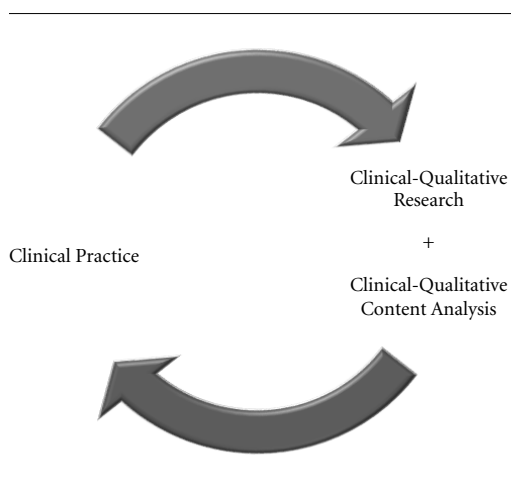 Clinical-Qualitative
Research
+
Clinical Practice
Clinical-Qualitative
Content Analysis